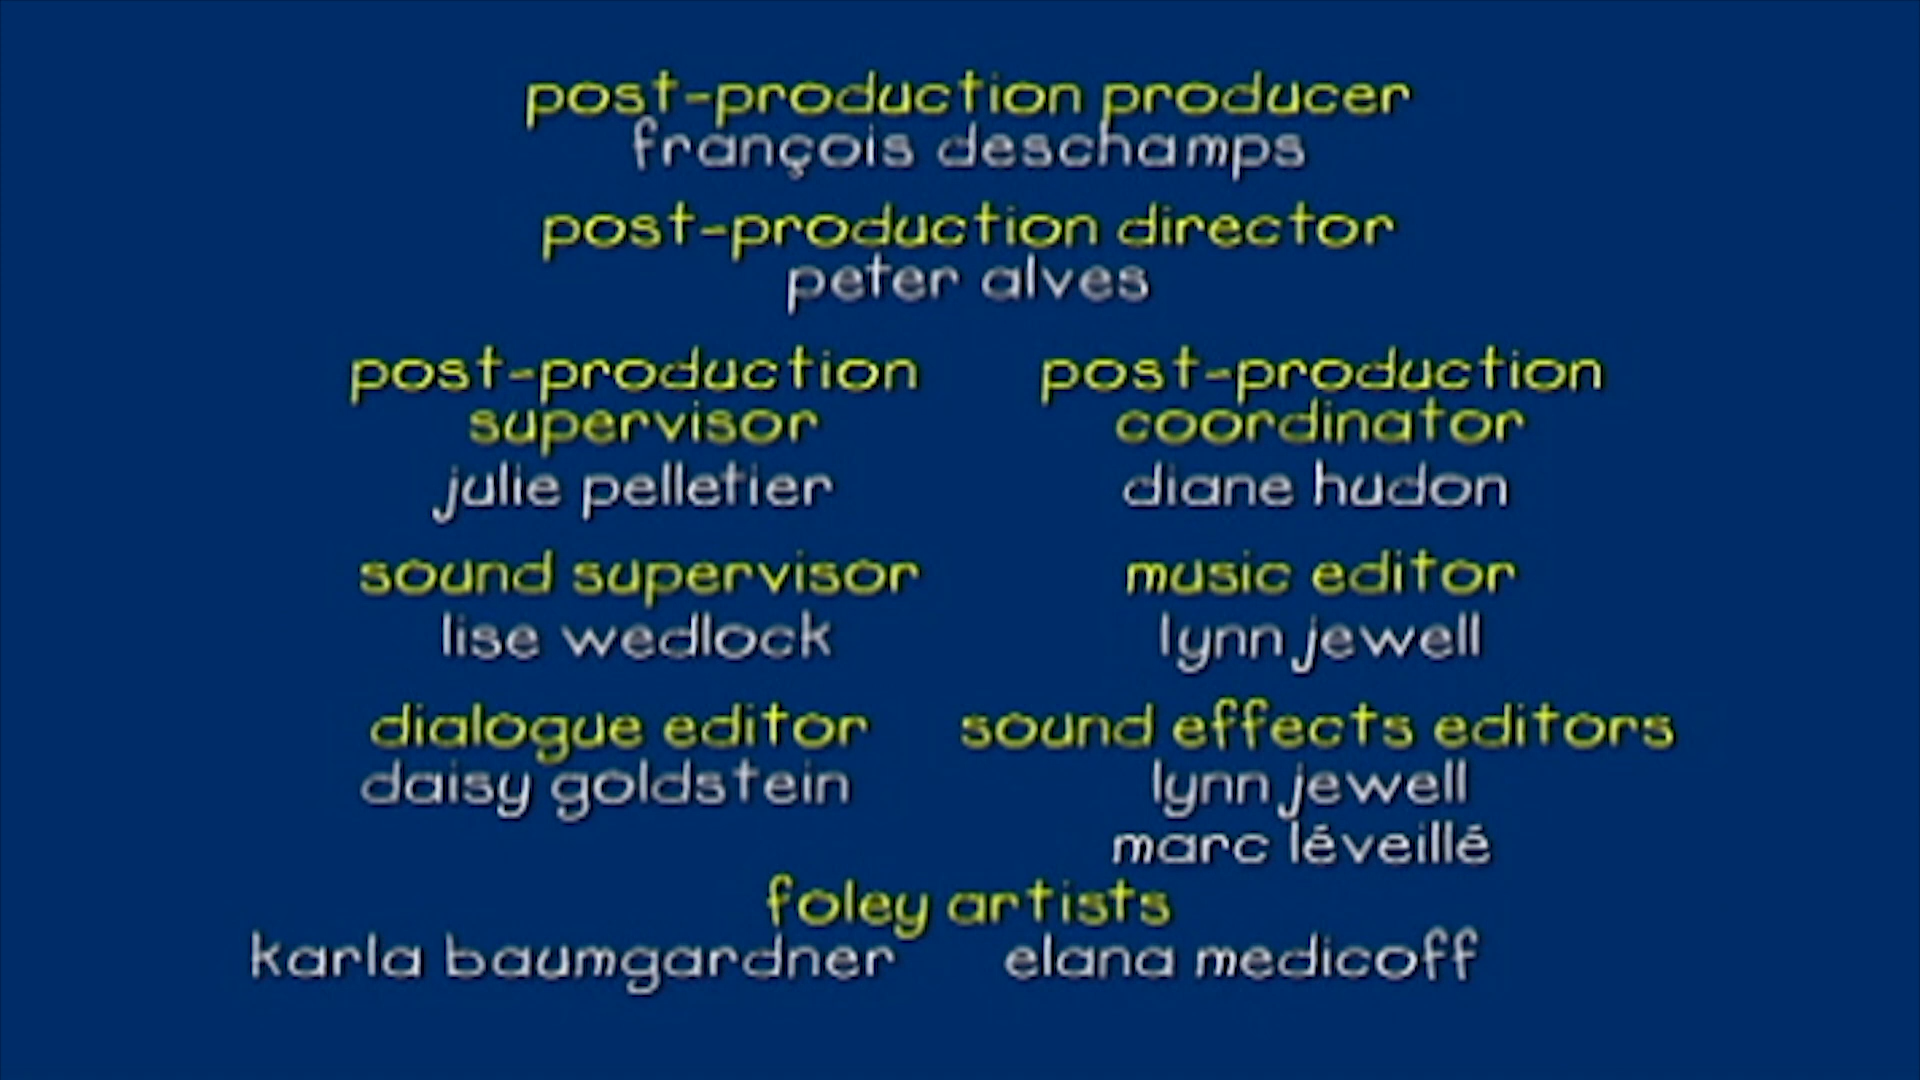 post-production producer
françois deschamps
post-production director
peter alves
post-production
supervisor
julie pelletier
post-production
coordinator
diane hudon
sound supervisor
lise wedlock
music editor
lynn jewell
dialogue editor
daisy goldstein
sound effects editors
lynn jewell
marc léveillé
foley artists
karla baumgardner
elana medicoff